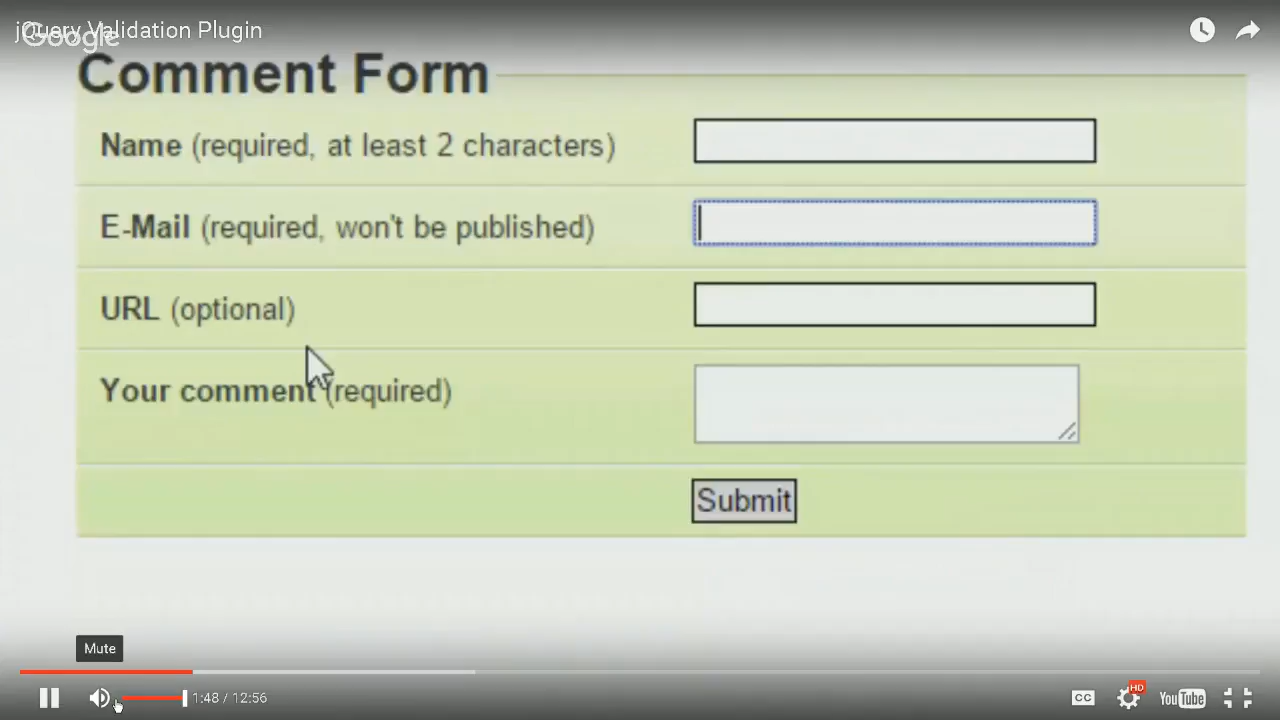 jQuery Validation Plugin
Google
Comment Form
Name (required, at least 2 characters)
E-Mail (required, won't be published)
URL (optional)
Your comment (required)
Submit
Mute
1:48 / 12:56
CC
HD
YouTube